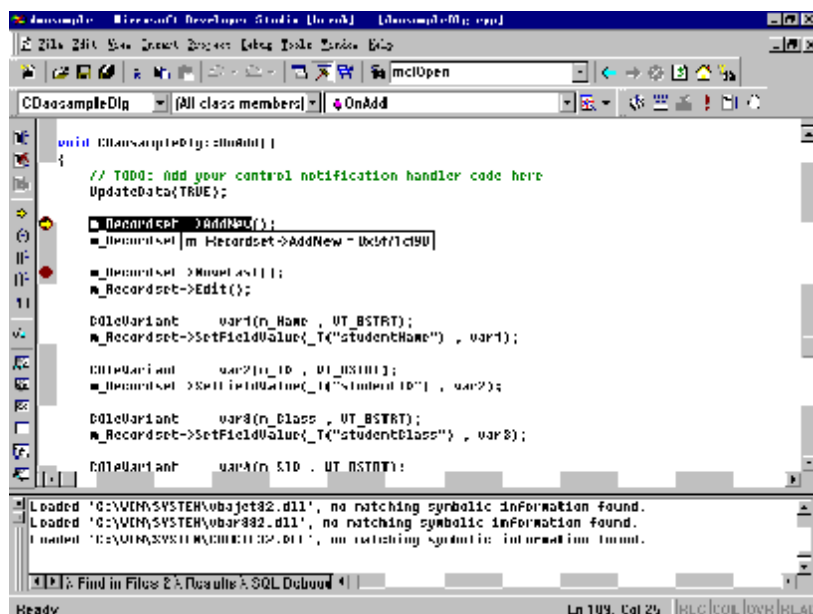 daosample - Microsoft Developer Studio [break] - [daosampleDlg.cpp]
File Edit View Insert Project Debug Tools Window Help
mclOpen
CDaosampleDlg (All class members) OnAdd
void CDaosampleDlg::OnAdd()
{
// TODO: Add your control notification handler code here
UpdateData(TRUE);
m_Recordset->AddNew();
m_Recordset m_Recordset->AddNew = 0x5f71cf90
m_Recordset->MoveLast();
m_Recordset->Edit();
COleVariant var1(m_Name , VT_BSTRT);
m_Recordset->SetFieldValue(_T("studentName") , var1);
COleVariant var2(m_ID , VT_BSTRT);
m_Recordset->SetFieldValue(_T("studentID") , var2);
COleVariant var3(m_Class , VT_BSTRT);
m_Recordset->SetFieldValue(_T("studentClass") , var3);
COleVariant var4(m_SID , VT_BSTRT);
Loaded 'C:\WIN\SYSTEM\vbajet32.dll', no matching symbolic information found.
Loaded 'C:\WIN\SYSTEM\vbar332.dll', no matching symbolic information found.
Loaded 'C:\WIN\SYSTEM\COMCTL32.DLL', no matching symbolic information found.
Find in Files 2 Results SQL Debug
Ready Ln 109, Col 25 REC COL OVR READ